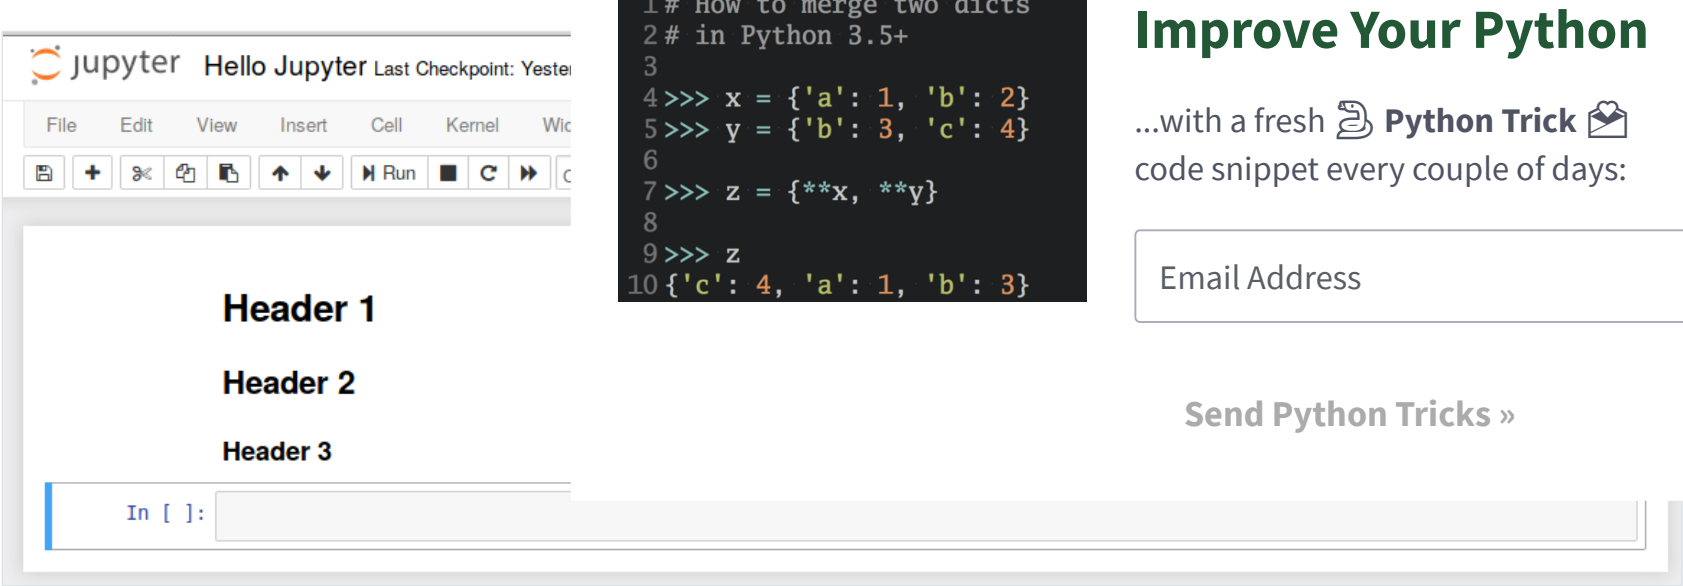 jupyter Hello Jupyter Last Checkpoint: Yester
File Edit View Insert Cell Kernel Wid
Run
Header 1
Header 2
Header 3
In [ ]:
1 # How to merge two dicts
2 # in Python 3.5+
3
4 >>> x = {'a': 1, 'b': 2}
5 >>> y = {'b': 3, 'c': 4}
6
7 >>> z = {**x, **y}
8
9 >>> z
10 {'c': 4, 'a': 1, 'b': 3}
Improve Your Python
...with a fresh 🐍 Python Trick 💌
code snippet every couple of days:
Email Address
Send Python Tricks »